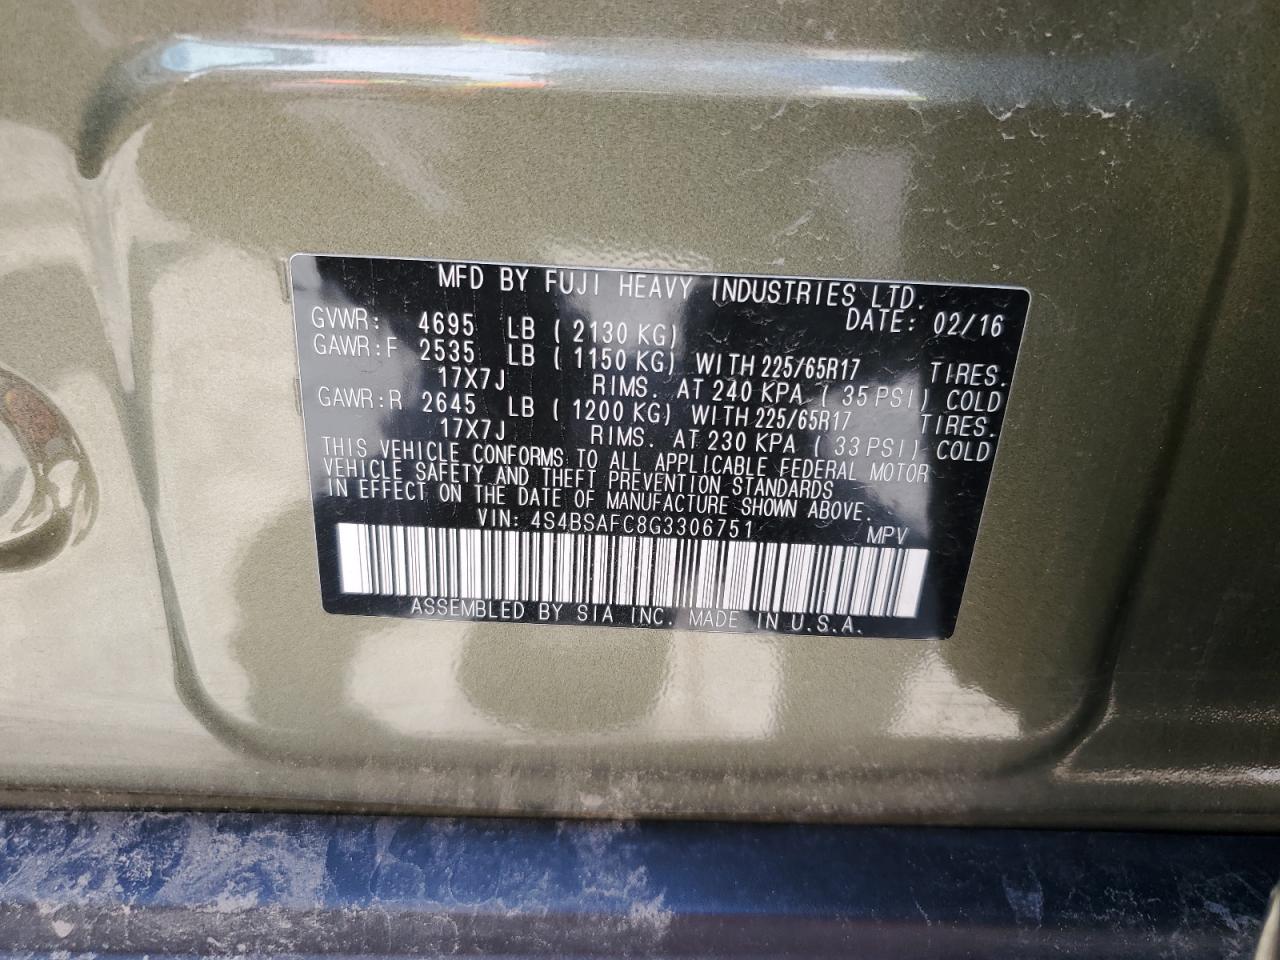 MFD BY FUJI HEAVY INDUSTRIES LTD.
DATE: 02/16
GVWR: 4695 LB ( 2130 KG)
GAWR:F 2535 LB ( 1150 KG) WITH 225/65R17 TIRES.
17X7J RIMS. AT 240 KPA ( 35 PSI) COLD
GAWR:R 2645 LB ( 1200 KG) WITH 225/65R17 TIRES.
17X7J RIMS. AT 230 KPA ( 33 PSI) COLD
THIS VEHICLE CONFORMS TO ALL APPLICABLE FEDERAL MOTOR
VEHICLE SAFETY AND THEFT PREVENTION STANDARDS
IN EFFECT ON THE DATE OF MANUFACTURE SHOWN ABOVE.
VIN: 4S4BSAFC8G3306751 MPV
ASSEMBLED BY SIA INC. MADE IN U.S.A.